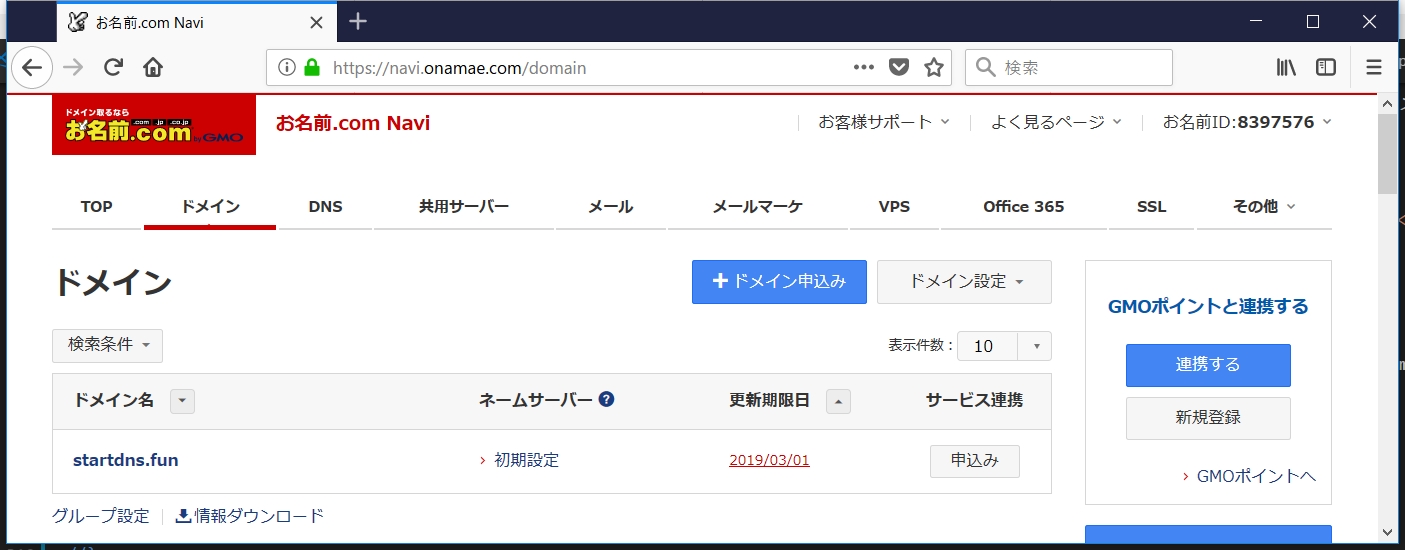 お名前.com Navi
https://navi.onamae.com/domain
検索
ドメイン取るなら
お名前.com .com .jp .co.jp by GMO
お名前.com Navi
お客様サポート
よく見るページ
お名前ID:8397576
TOP ドメイン DNS 共用サーバー メール メールマーケ VPS Office 365 SSL その他
ドメイン
+ドメイン申込み
ドメイン設定
検索条件
表示件数：
10
ドメイン名 ネームサーバー ? 更新期限日 サービス連携
startdns.fun 初期設定 2019/03/01 申込み
グループ設定
情報ダウンロード
GMOポイントと連携する
連携する
新規登録
GMOポイントへ